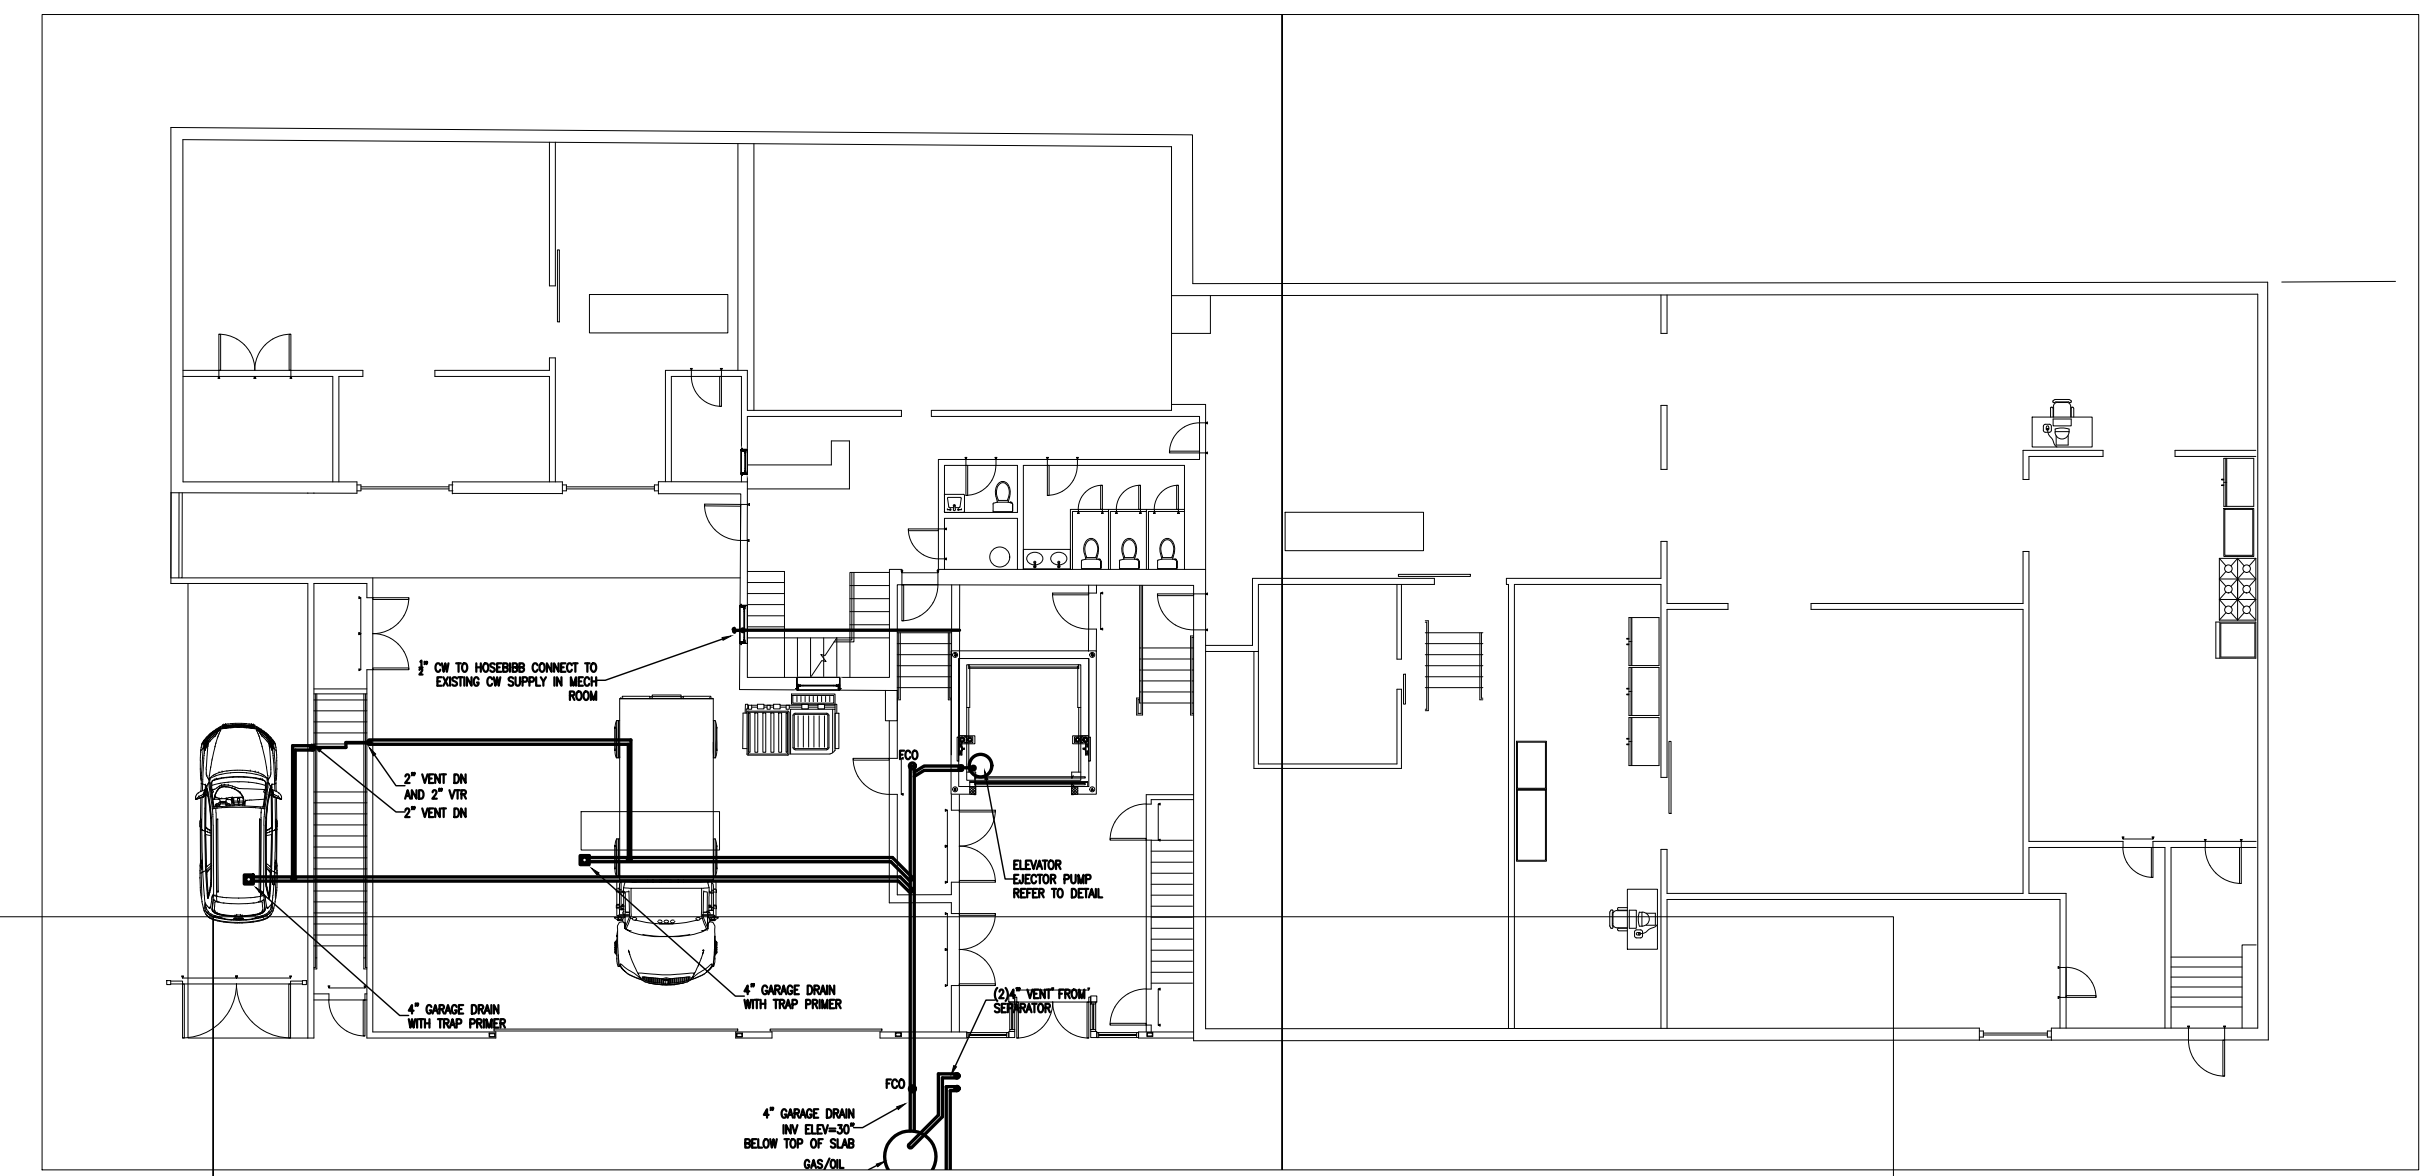 ½" CW TO HOSEBIBB CONNECT TO
EXISTING CW SUPPLY IN MECH
ROOM
FCO
2" VENT DN
AND 2" VTR
2" VENT DN
ELEVATOR
EJECTOR PUMP
REFER TO DETAIL
4" GARAGE DRAIN
WITH TRAP PRIMER
(2)4" VENT FROM
SEPARATOR
4" GARAGE DRAIN
WITH TRAP PRIMER
FCO
4" GARAGE DRAIN
INV ELEV=30"
BELOW TOP OF SLAB
GAS/OIL